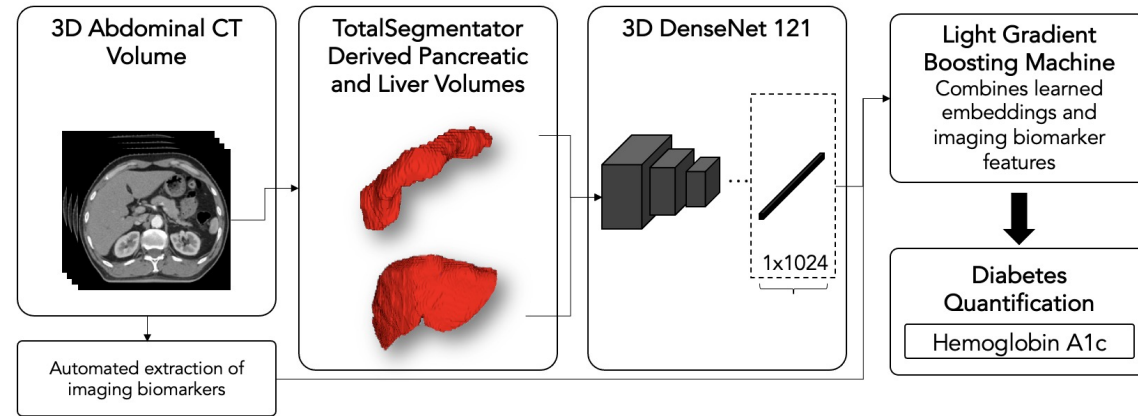 3D Abdominal CT
Volume
Automated extraction of
imaging biomarkers
TotalSegmentator
Derived Pancreatic
and Liver Volumes
3D DenseNet 121
...
1x1024
Light Gradient
Boosting Machine
Combines learned
embeddings and
imaging biomarker
features
Diabetes
Quantification
Hemoglobin A1c